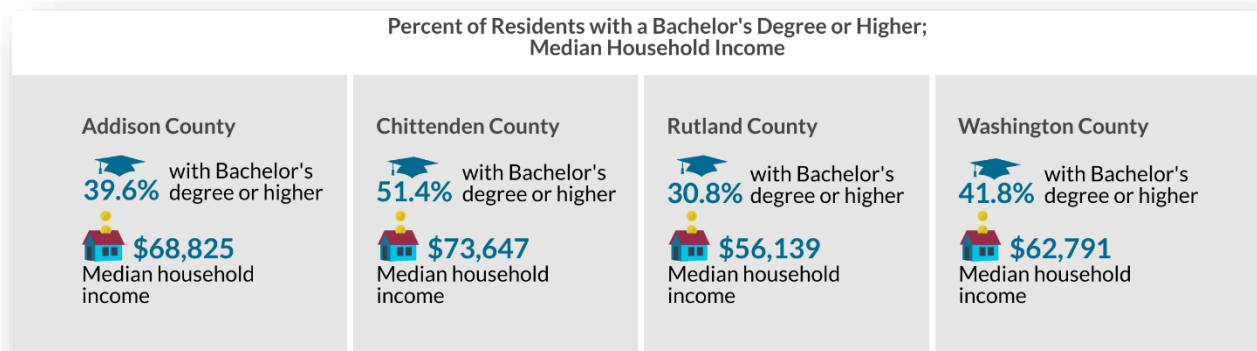 Percent of Residents with a Bachelor's Degree or Higher;
Median Household Income
Addison County
39.6% with Bachelor's
degree or higher
$68,825
Median household
income
Chittenden County
51.4% with Bachelor's
degree or higher
$73,647
Median household
income
Rutland County
30.8% with Bachelor's
degree or higher
$56,139
Median household
income
Washington County
41.8% with Bachelor's
degree or higher
$62,791
Median household
income